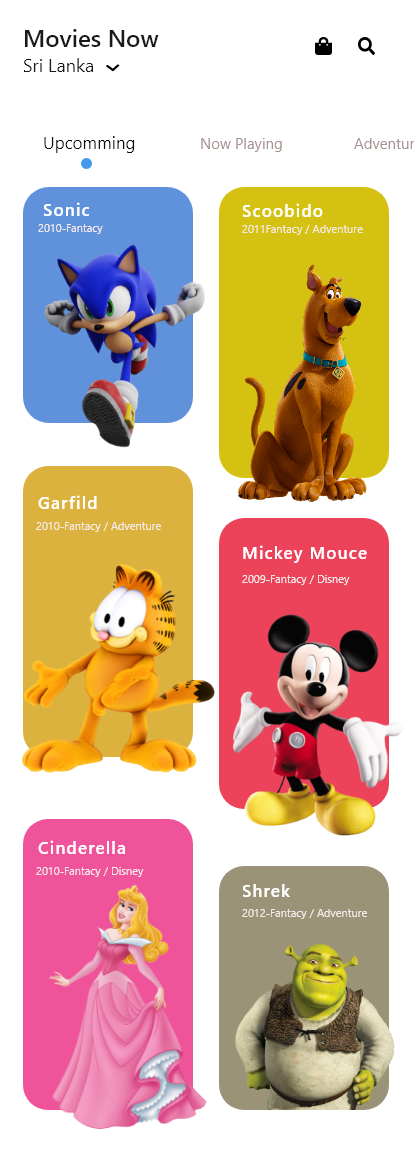 Movies Now
Sri Lanka
Upcomming
Now Playing
Adventur
Sonic
2010-Fantacy
Scoobido
2011Fantacy / Adventure
Garfild
2010-Fantacy / Adventure
Mickey Mouce
2009-Fantacy / Disney
Cinderella
2010-Fantacy / Disney
Shrek
2012-Fantacy / Adventure